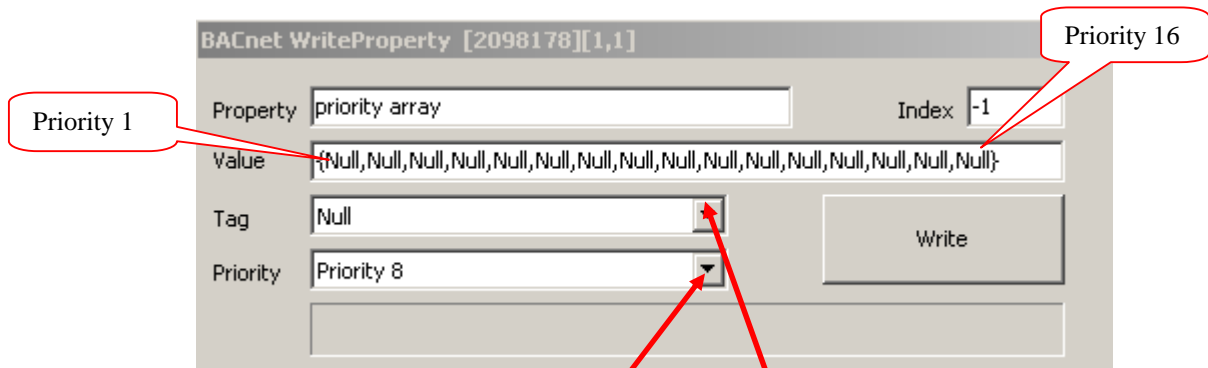 BACnet WriteProperty [2098178][1,1]
Priority 16
Property priority array Index -1
Priority 1
Value {Null,Null,Null,Null,Null,Null,Null,Null,Null,Null,Null,Null,Null,Null,Null,Null}
Tag Null
Write
Priority Priority 8